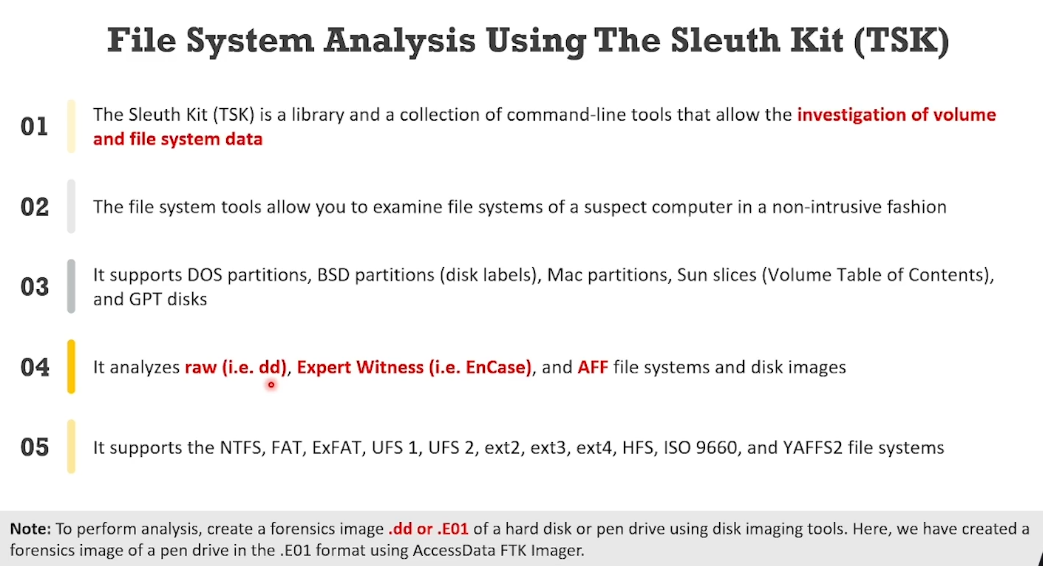 File System Analysis Using The Sleuth Kit (TSK)
01
The Sleuth Kit (TSK) is a library and a collection of command-line tools that allow the investigation of volume
and file system data
02
The file system tools allow you to examine file systems of a suspect computer in a non-intrusive fashion
03
It supports DOS partitions, BSD partitions (disk labels), Mac partitions, Sun slices (Volume Table of Contents),
and GPT disks
04
It analyzes raw (i.e. dd), Expert Witness (i.e. EnCase), and AFF file systems and disk images
05
It supports the NTFS, FAT, ExFAT, UFS 1, UFS 2, ext2, ext3, ext4, HFS, ISO 9660, and YAFFS2 file systems
Note: To perform analysis, create a forensics image .dd or .E01 of a hard disk or pen drive using disk imaging tools. Here, we have created a
forensics image of a pen drive in the .E01 format using AccessData FTK Imager.